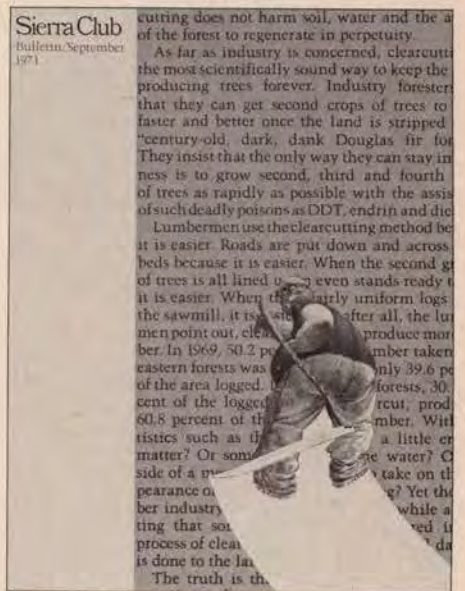 Sierra Club
Bulletin/September
1971
cutting does not harm soil, water and the a
of the forest to regenerate in perpetuity.
As far as industry is concerned, clearcutti
the most scientifically sound way to keep the
producing trees forever. Industry forester
that they can get second crops of trees to
faster and better once the land is stripped
"century-old, dark, dank Douglas fir for
They insist that the only way they can stay in
ness is to grow second, third and fourth
of trees as rapidly as possible with the assis
of such deadly poisons as DDT, endrin and die
Lumbermen use the clearcutting method be
it is easier. Roads are put down and across
beds because it is easier. When the second g
of trees is all lined even stands ready t
it is easier. When th airly uniform logs
the sawmill, it is after all, the lu
men point out, cle produce mor
ber. In 1969, 50.2 pe mber taken
eastern forests was nly 39.6 pe
of the area logged. forests, 30.
cent of the logged rcut, prod
60.8 percent of th mber. With
tistics such as th a little er
matter? Or som he water? O
side of a m take on th
pearance o g? Yet the
ber industry while a
ting that so red i
process of clea da
is done to the la
The truth is th